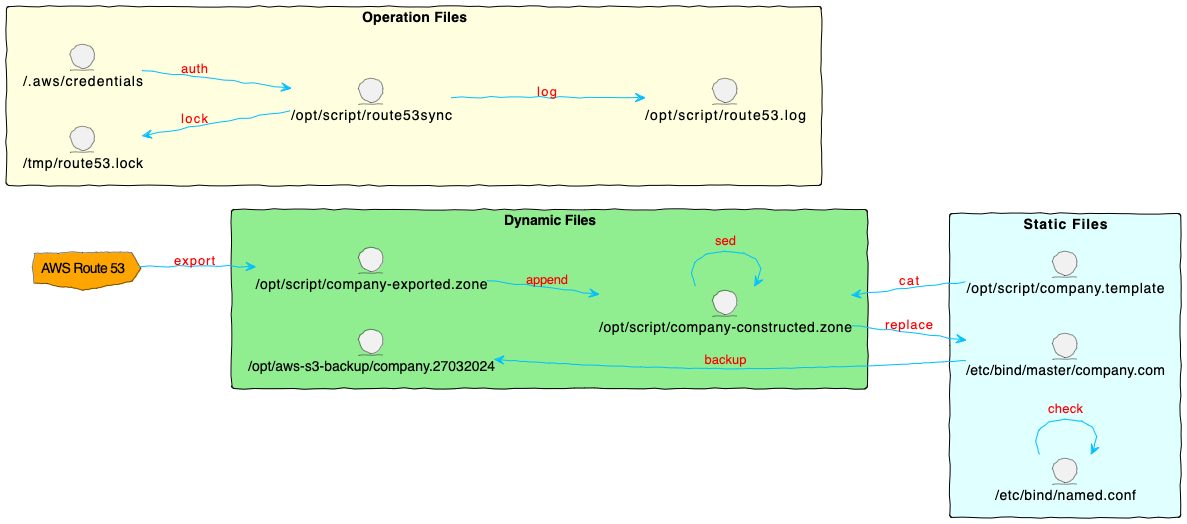 Operation Files
/.aws/credentials
auth
/opt/script/route53sync
log
/opt/script/route53.log
lock
/tmp/route53.lock
Dynamic Files
AWS Route 53
export
/opt/script/company-exported.zone
append
sed
/opt/script/company-constructed.zone
/opt/aws-s3-backup/company.27032024
Static Files
cat
/opt/script/company.template
replace
/etc/bind/master/company.com
backup
check
/etc/bind/named.conf